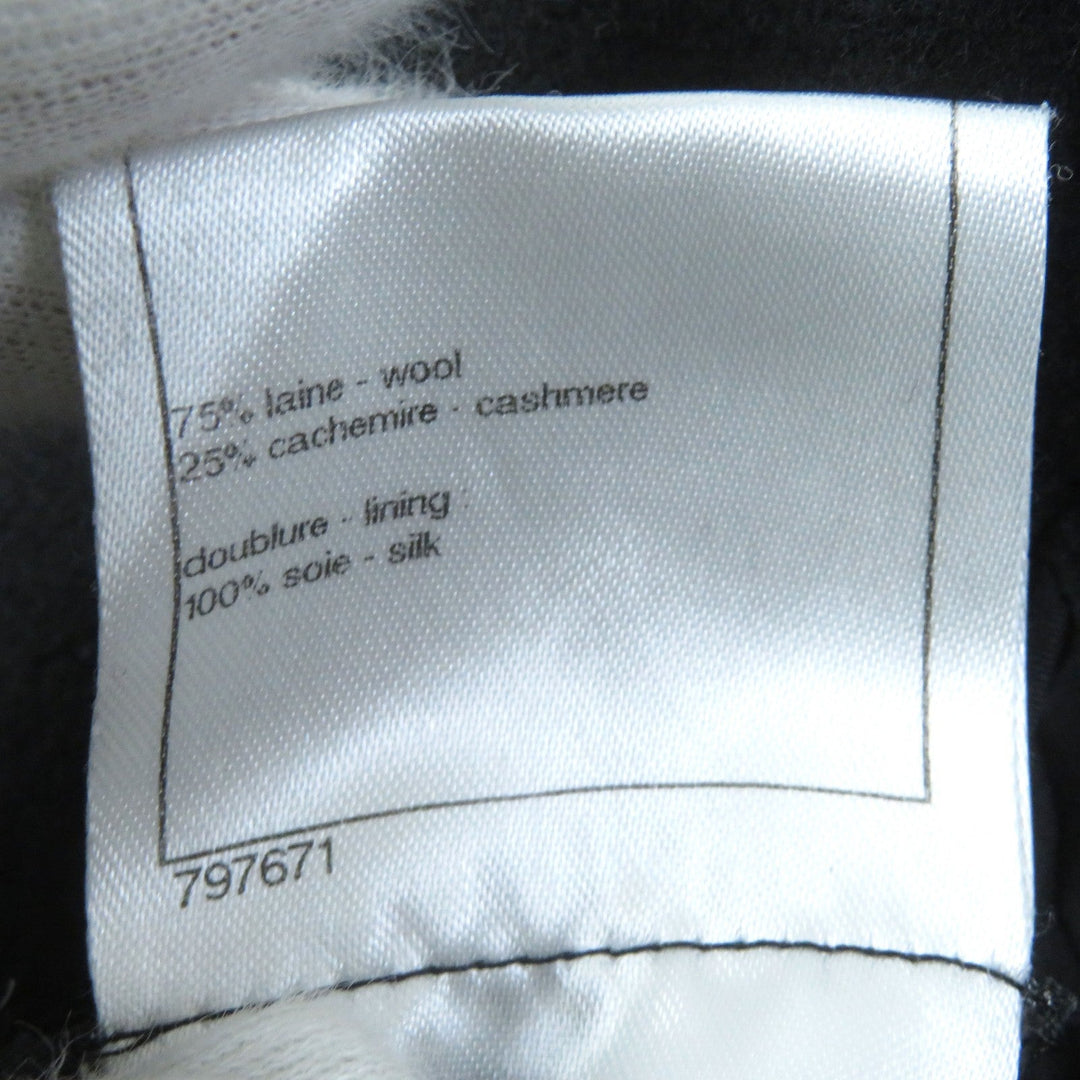 75% laine - wool
25% cachemire - cashmere
doublure - lining :
100% soie - silk
797671